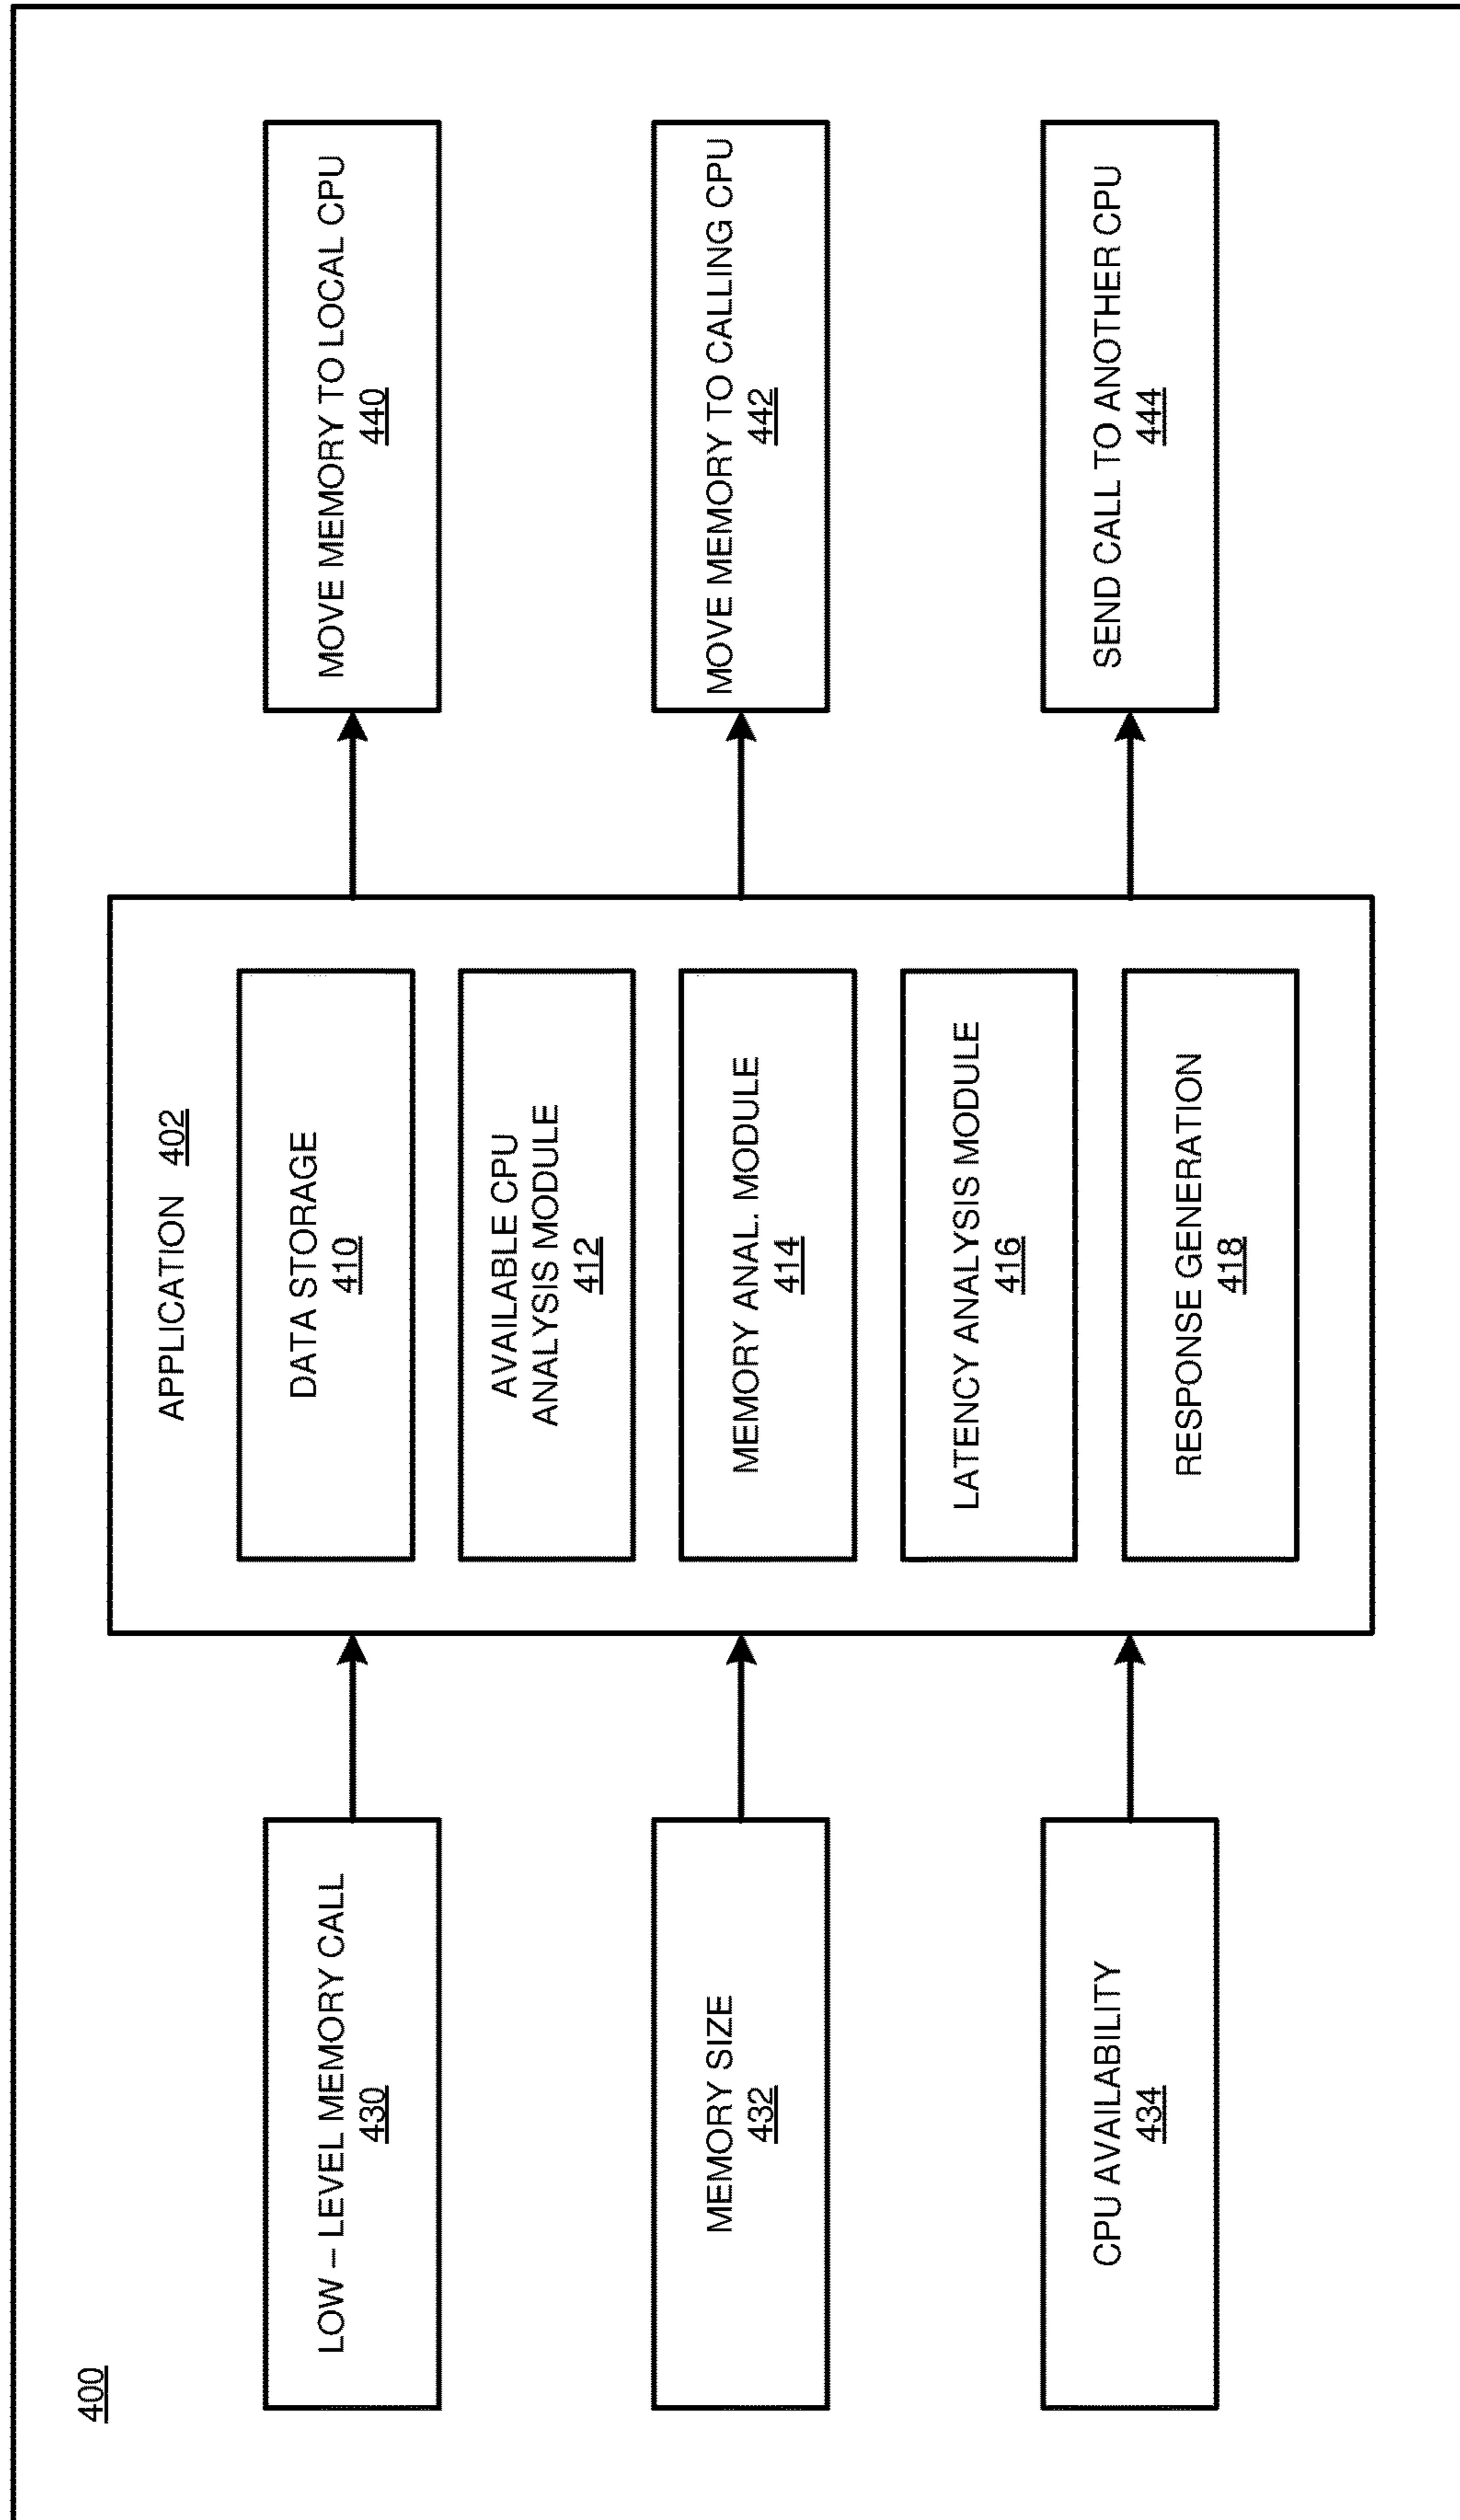 400
LOW – LEVEL MEMORY CALL
430
MEMORY SIZE
432
CPU AVAILABILITY
434
APPLICATION 402
DATA STORAGE
410
AVAILABLE CPU
ANALYSIS MODULE
412
MEMORY ANAL. MODULE
414
LATENCY ANALYSIS MODULE
416
RESPONSE GENERATION
418
MOVE MEMORY TO LOCAL CPU
440
MOVE MEMORY TO CALLING CPU
442
SEND CALL TO ANOTHER CPU
444